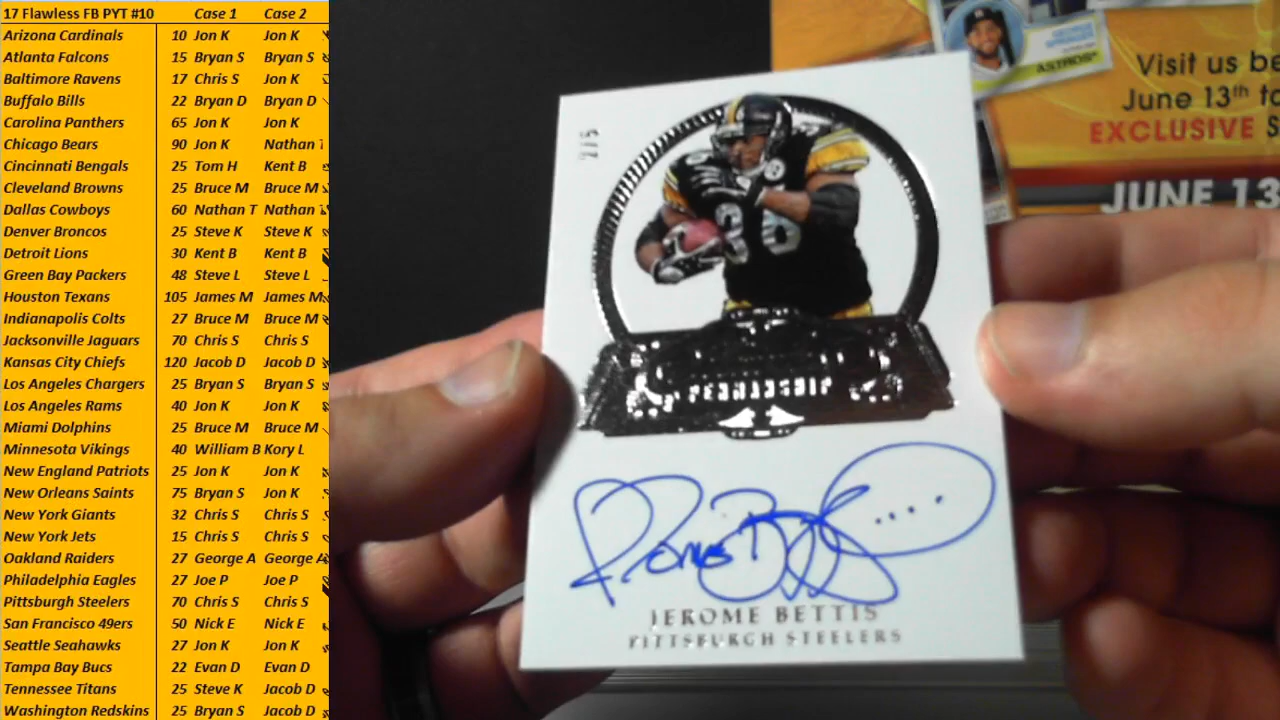 17 Flawless FB PYT #10 Case 1 Case 2
Arizona Cardinals 10 Jon K Jon K
Atlanta Falcons 15 Bryan S Bryan S
Baltimore Ravens 17 Chris S Jon K
Buffalo Bills 22 Bryan D Bryan D
Carolina Panthers 65 Jon K Jon K
Chicago Bears 90 Jon K Nathan T
Cincinnati Bengals 25 Tom H Kent B
Cleveland Browns 25 Bruce M Bruce M
Dallas Cowboys 60 Nathan T Nathan
Denver Broncos 25 Steve K Steve K
Detroit Lions 30 Kent B Kent B
Green Bay Packers 48 Steve L Steve L
Houston Texans 105 James M James M
Indianapolis Colts 27 Bruce M Bruce M
Jacksonville Jaguars 70 Chris S Chris S
Kansas City Chiefs 120 Jacob D Jacob D
Los Angeles Chargers 25 Bryan S Bryan S
Los Angeles Rams 40 Jon K Jon K
Miami Dolphins 25 Bruce M Bruce M
Minnesota Vikings 40 William B Kory L
New England Patriots 25 Jon K Jon K
New Orleans Saints 75 Bryan S Jon K
New York Giants 32 Chris S Chris S
New York Jets 15 Chris S Chris S
Oakland Raiders 27 George A George A
Philadelphia Eagles 27 Joe P Joe P
Pittsburgh Steelers 70 Chris S Chris S
San Francisco 49ers 50 Nick E Nick E
Seattle Seahawks 27 Jon K Jon K
Tampa Bay Bucs 22 Evan D Evan D
Tennessee Titans 25 Steve K Jacob D
Washington Redskins 25 Bryan S Jacob D
ASTROS
Visit us be
June 13th to
EXCLUSIVE S
JUNE 13
PENMANSHIP
Jerome Bettis
JEROME BETTIS
PITTSBURGH STEELERS